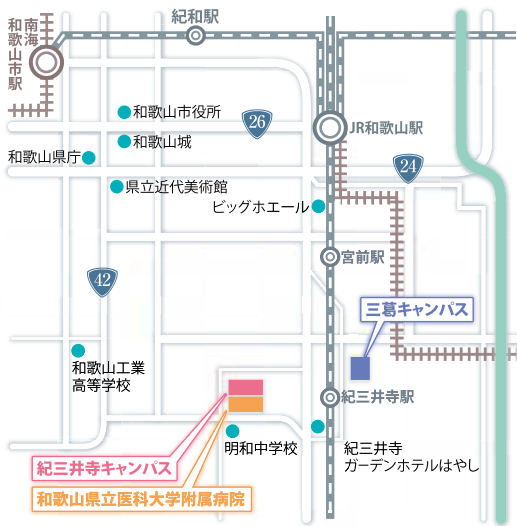 紀和駅
南海
和歌山市駅
和歌山市役所
26
JR和歌山駅
和歌山城
和歌山県庁
24
県立近代美術館
ビッグホエール
宮前駅
42
三葛キャンパス
和歌山工業
高等学校
紀三井寺駅
明和中学校
紀三井寺
ガーデンホテルはやし
紀三井寺キャンパス
和歌山県立医科大学附属病院